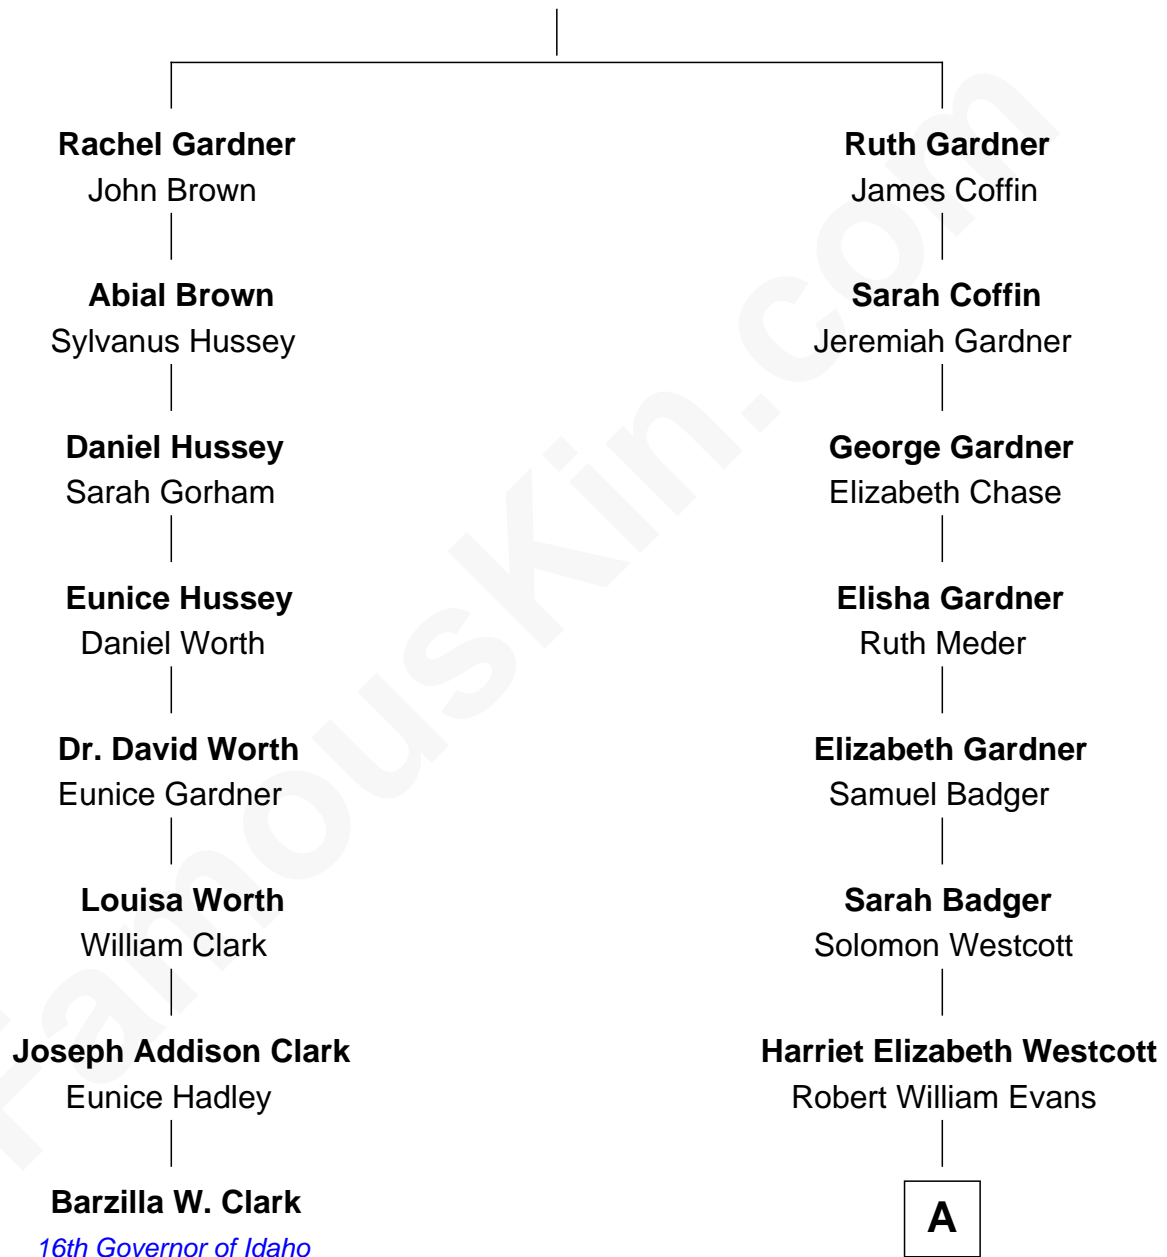 Rachel Gardner
John Brown
Ruth Gardner
James Coffin
Abial Brown
Sylvanus Hussey
Sarah Coffin
Jeremiah Gardner
Daniel Hussey
Sarah Gorham
George Gardner
Elizabeth Chase
Eunice Hussey
Daniel Worth
Elisha Gardner
Ruth Meder
Dr. David Worth
Eunice Gardner
Elizabeth Gardner
Samuel Badger
Louisa Worth
William Clark
Sarah Badger
Solomon Westcott
Joseph Addison Clark
Eunice Hadley
Harriet Elizabeth Westcott
Robert William Evans
Barzilla W. Clark
16th Governor of Idaho
A
FamousKin.com